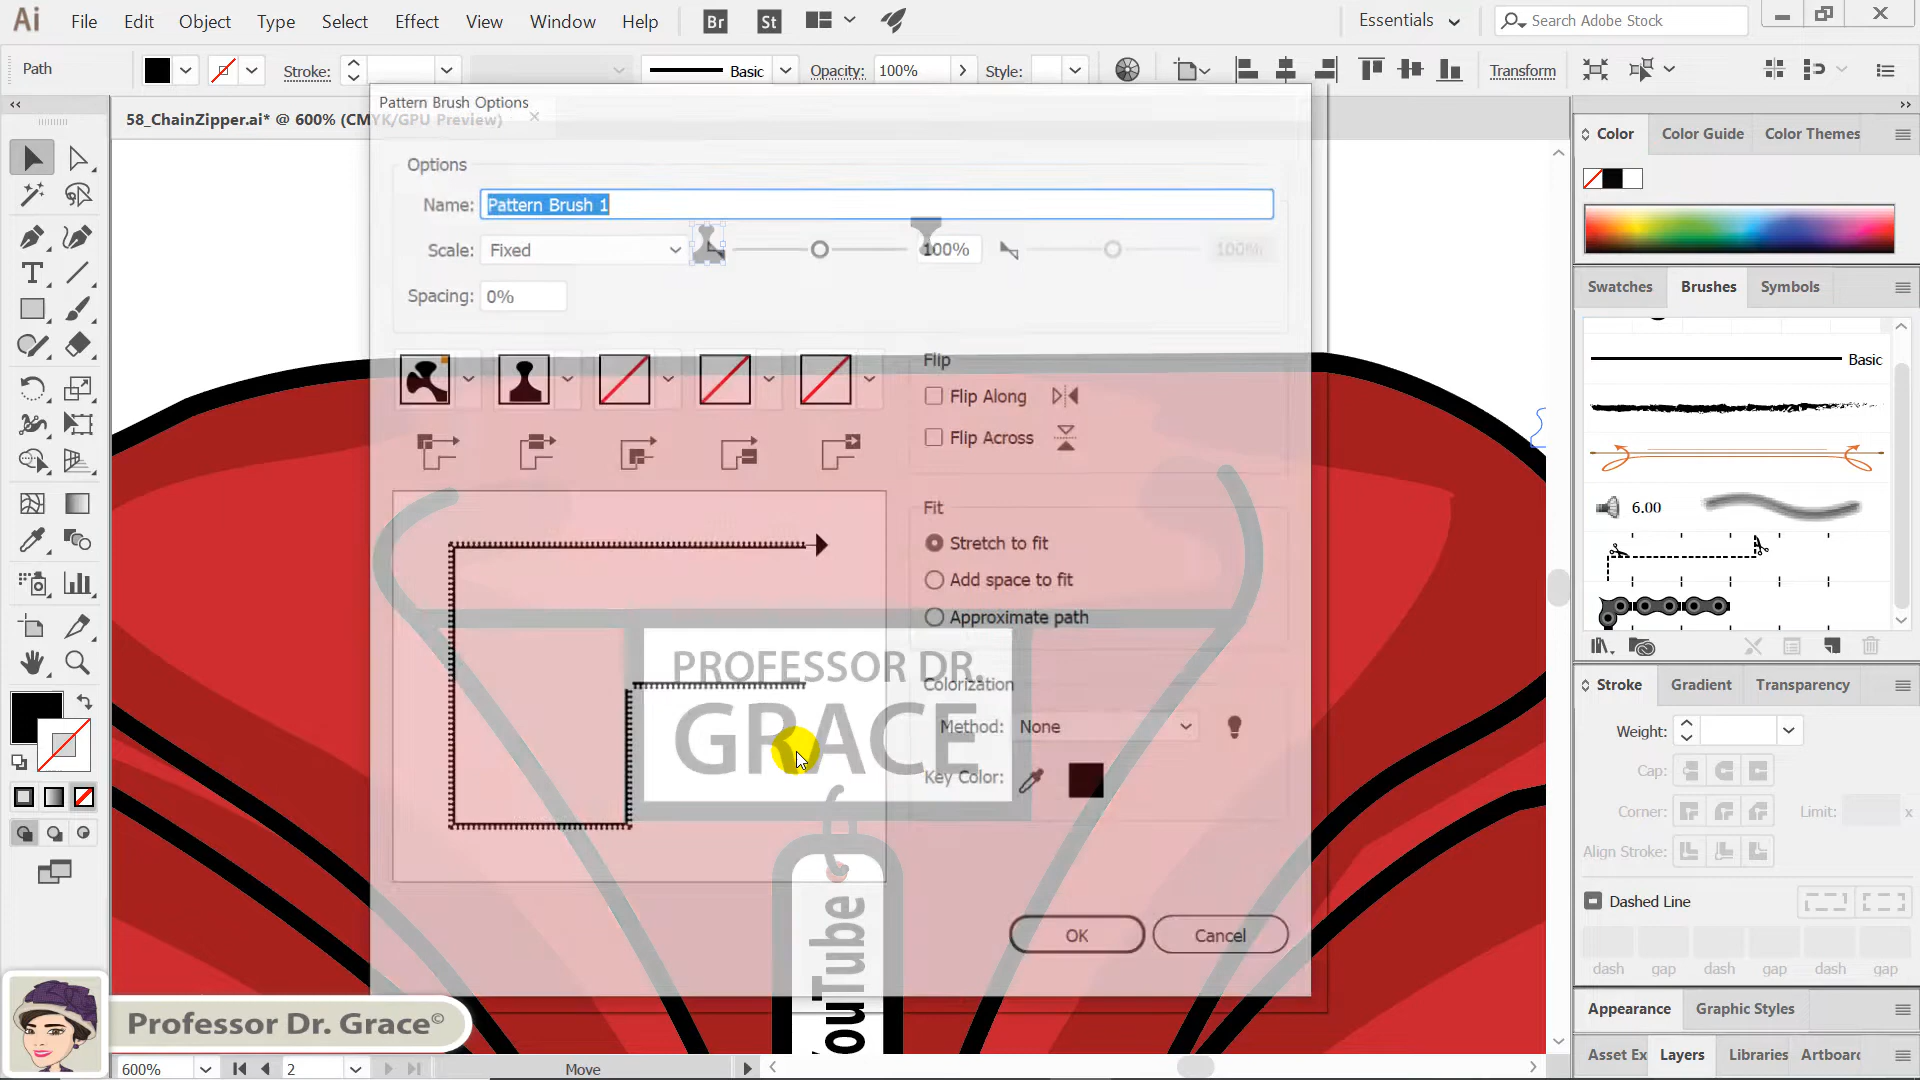 Ai File Edit Object Type Select Effect View Window Help Br St Essentials Search Adobe Stock
Path Stroke: Basic Opacity: 100% Style: Transform
58_ChainZipper.ai* @ 600% (CMYK/GPU Preview)
Pattern Brush Options
Options
Name: Pattern Brush 1
Scale: Fixed 100% 100%
Spacing: 0%
Flip
Flip Along
Flip Across
Fit
Stretch to fit
Add space to fit
Approximate path
Colorization
Method: None
Key Color:
OK Cancel
PROFESSOR DR.
GRACE
YouTube
Color Color Guide Color Themes
Swatches Brushes Symbols
Basic
6.00
Stroke Gradient Transparency
Weight:
Cap:
Corner: Limit: x
Align Stroke:
Dashed Line
dash gap dash gap dash gap
Appearance Graphic Styles
Asset Ex Layers Libraries Artboard
Professor Dr. Grace©
600% 2 Move